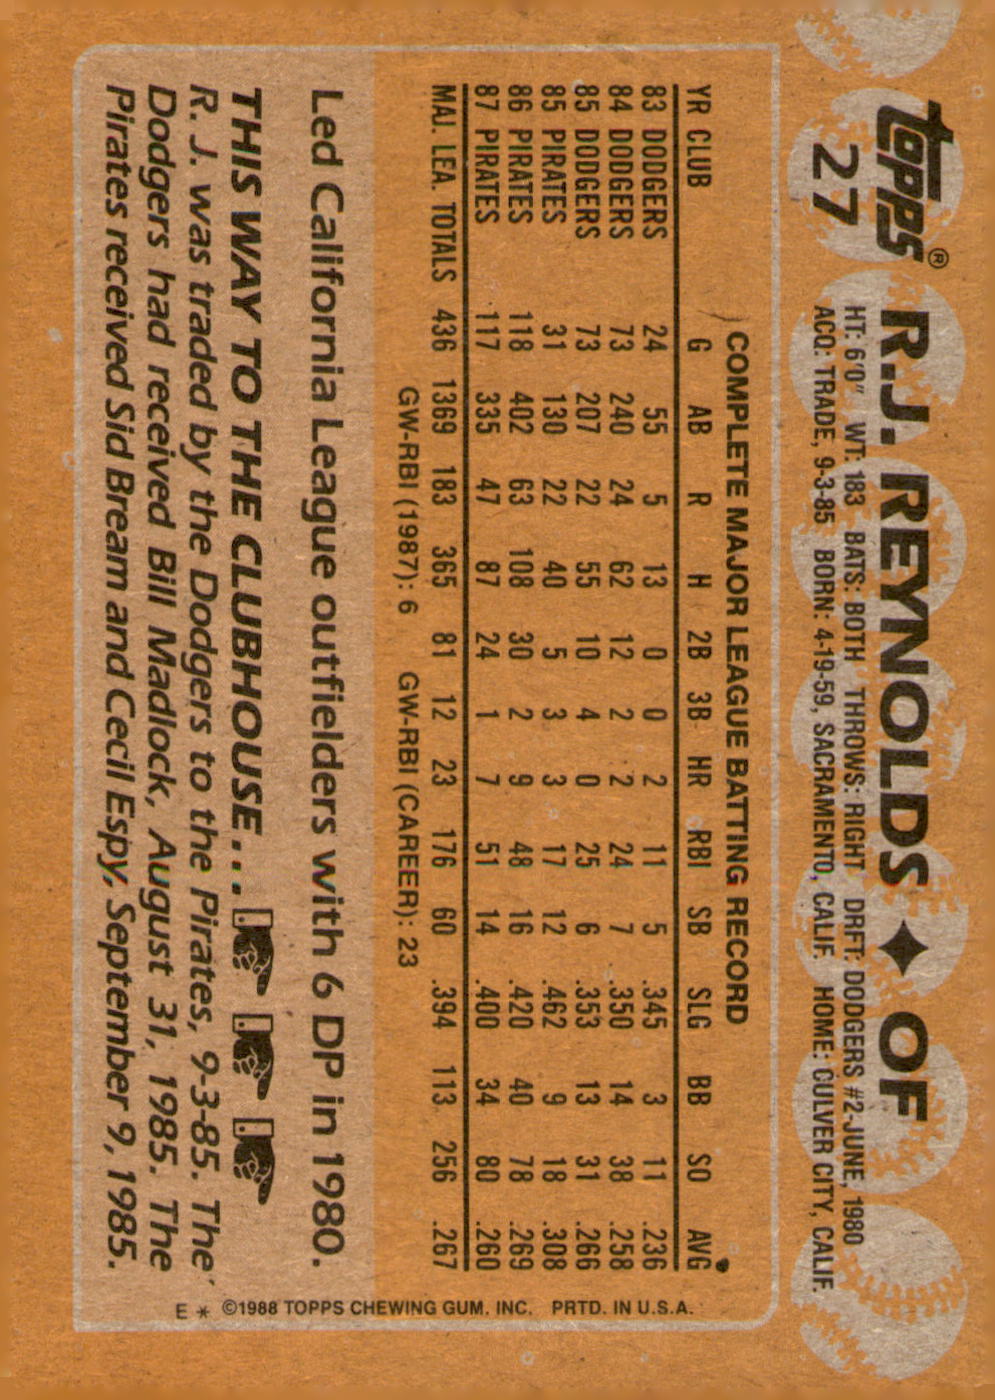 topps®
27
R.J. REYNOLDS ✦ OF
HT: 6'0" WT: 183 BATS: BOTH THROWS: RIGHT DRFT: DODGERS #2-JUNE, 1980
ACQ: TRADE, 9-3-85 BORN: 4-19-59, SACRAMENTO, CALIF. HOME: CULVER CITY, CALIF.
COMPLETE MAJOR LEAGUE BATTING RECORD
YR CLUB G AB R H 2B 3B HR RBI SB SLG BB SO AVG
83 DODGERS 24 55 5 13 0 0 2 11 5 .345 3 11 .236
84 DODGERS 73 240 24 62 12 2 2 24 7 .350 14 38 .258
85 DODGERS 73 207 22 55 10 4 0 25 6 .353 13 31 .266
85 PIRATES 31 130 22 40 5 3 3 17 12 .462 9 18 .308
86 PIRATES 118 402 63 108 30 2 9 48 16 .420 40 78 .269
87 PIRATES 117 335 47 87 24 1 7 51 14 .400 34 80 .260
MAJ. LEA. TOTALS 436 1369 183 365 81 12 23 176 60 .394 113 256 .267
GW-RBI (1987): 6 GW-RBI (CAREER): 23
Led California League outfielders with 6 DP in 1980.
THIS WAY TO THE CLUBHOUSE...
R. J. was traded by the Dodgers to the Pirates, 9-3-85. The
Dodgers had received Bill Madlock, August 31, 1985. The
Pirates received Sid Bream and Cecil Espy, September 9, 1985.
E * ©1988 TOPPS CHEWING GUM, INC. PRTD. IN U.S.A.